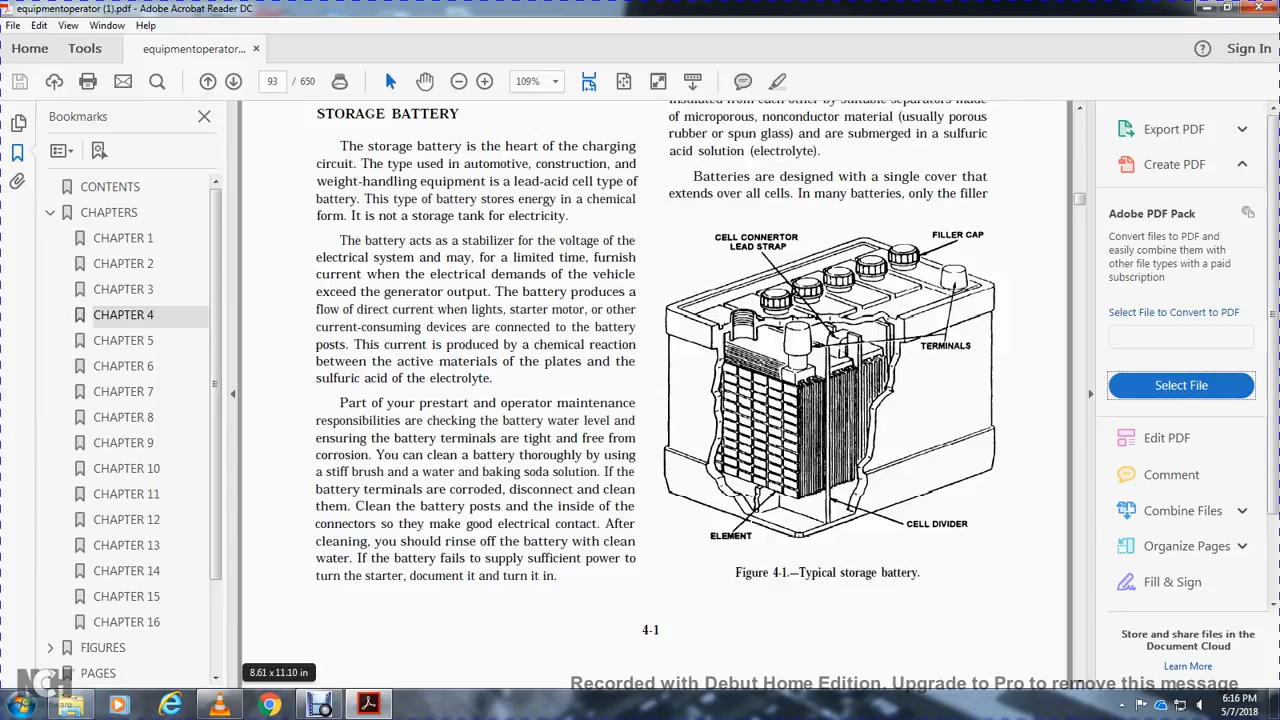 equipmentoperator (1).pdf - Adobe Acrobat Reader DC
File Edit View Window Help
Home Tools equipmentoperator... × Sign In
93 / 650 109%
Bookmarks
CONTENTS
CHAPTERS
CHAPTER 1
CHAPTER 2
CHAPTER 3
CHAPTER 4
CHAPTER 5
CHAPTER 6
CHAPTER 7
CHAPTER 8
CHAPTER 9
CHAPTER 10
CHAPTER 11
CHAPTER 12
CHAPTER 13
CHAPTER 14
CHAPTER 15
CHAPTER 16
FIGURES
PAGES
STORAGE BATTERY
The storage battery is the heart of the charging
circuit. The type used in automotive, construction, and
weight-handling equipment is a lead-acid cell type of
battery. This type of battery stores energy in a chemical
form. It is not a storage tank for electricity.
The battery acts as a stabilizer for the voltage of the
electrical system and may, for a limited time, furnish
current when the electrical demands of the vehicle
exceed the generator output. The battery produces a
flow of direct current when lights, starter motor, or other
current-consuming devices are connected to the battery
posts. This current is produced by a chemical reaction
between the active materials of the plates and the
sulfuric acid of the electrolyte.
Part of your prestart and operator maintenance
responsibilities are checking the battery water level and
ensuring the battery terminals are tight and free from
corrosion. You can clean a battery thoroughly by using
a stiff brush and a water and baking soda solution. If the
battery terminals are corroded, disconnect and clean
them. Clean the battery posts and the inside of the
connectors so they make good electrical contact. After
cleaning, you should rinse off the battery with clean
water. If the battery fails to supply sufficient power to
turn the starter, document it and turn it in.
insulated from each other by suitable separators made
of microporous, nonconductor material (usually porous
rubber or spun glass) and are submerged in a sulfuric
acid solution (electrolyte).
Batteries are designed with a single cover that
extends over all cells. In many batteries, only the filler
CELL CONNERTOR
LEAD STRAP
FILLER CAP
TERMINALS
CELL DIVIDER
ELEMENT
Figure 4-1.—Typical storage battery.
4-1
8.61 x 11.10 in
Export PDF
Create PDF
Adobe PDF Pack
Convert files to PDF and
easily combine them with
other file types with a paid
subscription
Select File to Convert to PDF
Select File
Edit PDF
Comment
Combine Files
Organize Pages
Fill & Sign
Store and share files in the
Document Cloud
Learn More
NCH
Software
Recorded with Debut Home Edition. Upgrade to Pro to remove this message
6:16 PM
5/7/2018